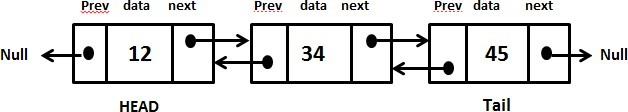 Prev data next Prev data next Prev data next
Null 12 34 45 Null
HEAD Tail